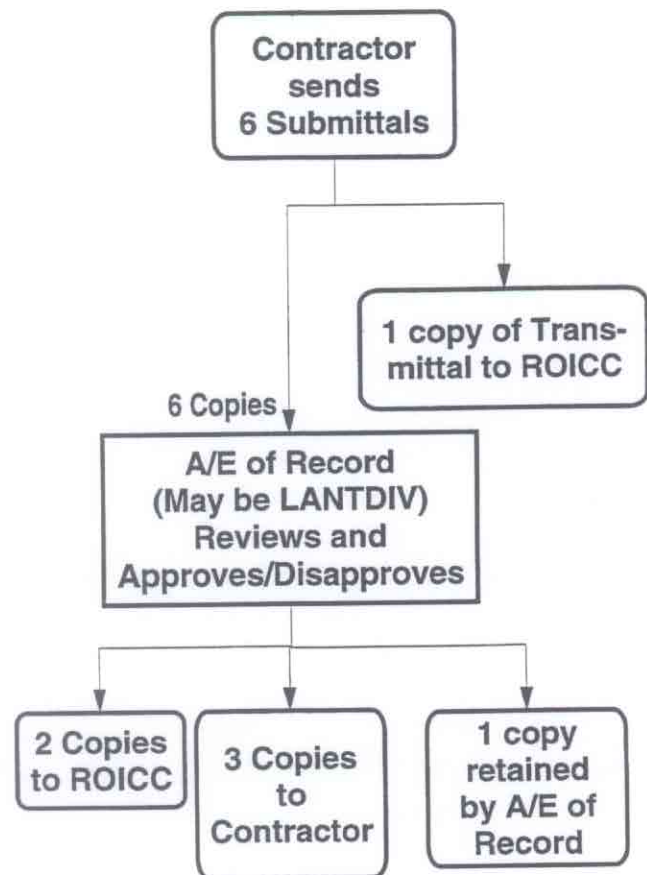 Contractor
sends
6 Submittals
1 copy of Trans-
mittal to ROICC
6 Copies
A/E of Record
(May be LANTDIV)
Reviews and
Approves/Disapproves
2 Copies
to ROICC
3 Copies
to
Contractor
1 copy
retained
by A/E of
Record